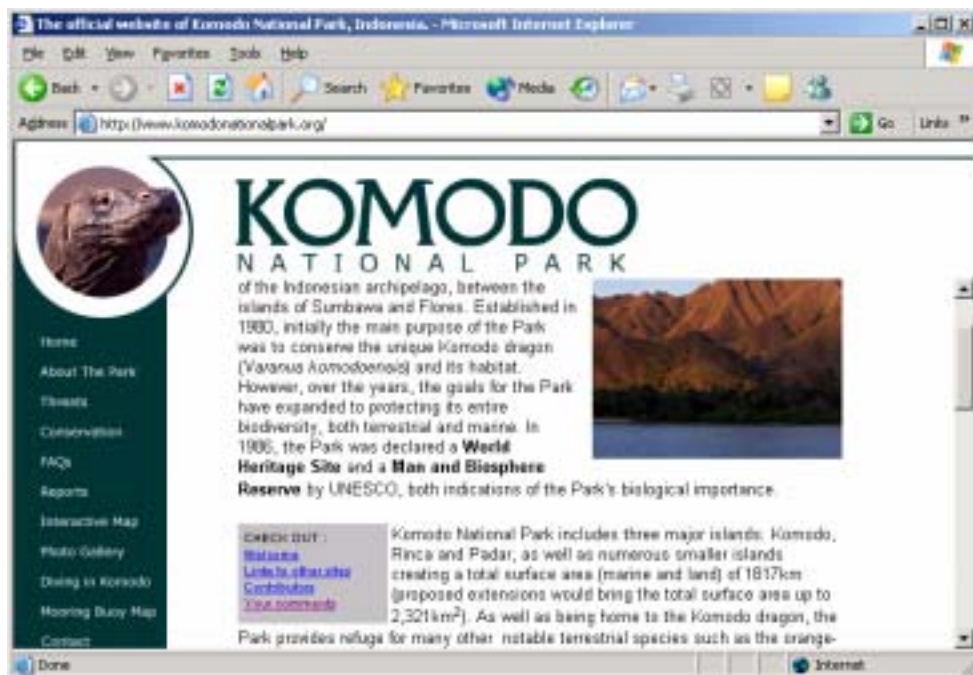 The official website of Komodo National Park, Indonesia. - Microsoft Internet Explorer
File Edit View Favorites Tools Help
Back Search Favorites Media
Address http://www.komodonationalpark.org/ Go Links »
KOMODO
NATIONAL PARK
of the Indonesian archipelago, between the
islands of Sumbawa and Flores. Established in
1980, initially the main purpose of the Park
was to conserve the unique Komodo dragon
(Varanus komodoensis) and its habitat.
However, over the years, the goals for the Park
have expanded to protecting its entire
biodiversity, both terrestrial and marine. In
1986, the Park was declared a World
Heritage Site and a Man and Biosphere
Reserve by UNESCO, both indications of the Park's biological importance.
Home
About The Park
Threats
Conservation
FAQs
Reports
Interactive Map
Photo Gallery
Diving in Komodo
Mooring Buoy Map
Contact
CHECK OUT :
Welcome
Links to other sites
Contributors
Your comments
Komodo National Park includes three major islands: Komodo,
Rinca and Padar, as well as numerous smaller islands
creating a total surface area (marine and land) of 1817km
(proposed extensions would bring the total surface area up to
2,321km²). As well as being home to the Komodo dragon, the
Park provides refuge for many other notable terrestrial species such as the orange-
Done Internet